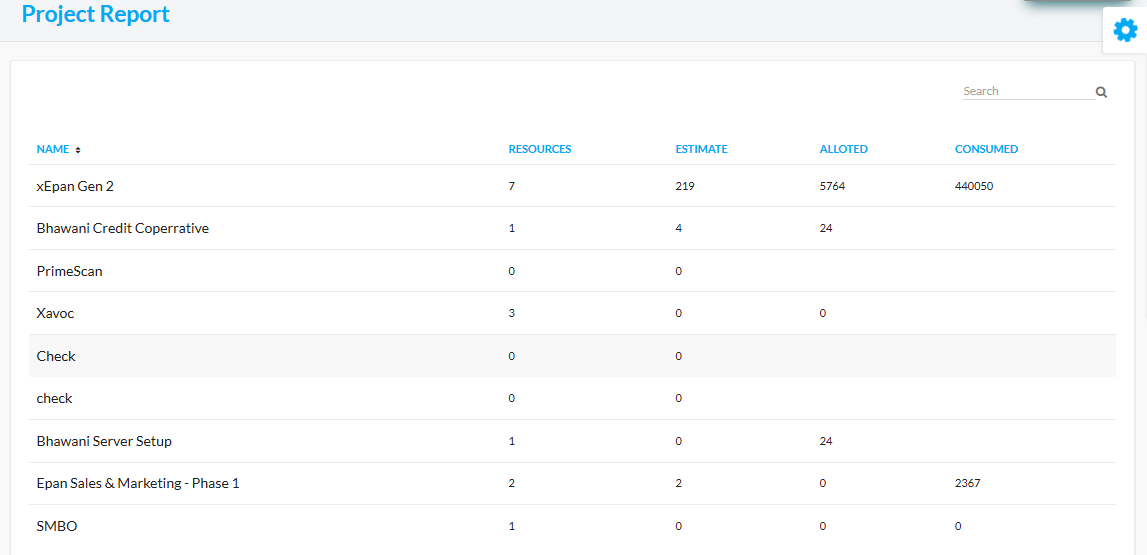 Project Report
Search
NAME RESOURCES ESTIMATE ALLOTED CONSUMED
xEpan Gen 2 7 219 5764 440050
Bhawani Credit Coperrative 1 4 24
PrimeScan 0 0
Xavoc 3 0 0
Check 0 0
check 0 0
Bhawani Server Setup 1 0 24
Epan Sales & Marketing - Phase 1 2 2 0 2367
SMBO 1 0 0 0